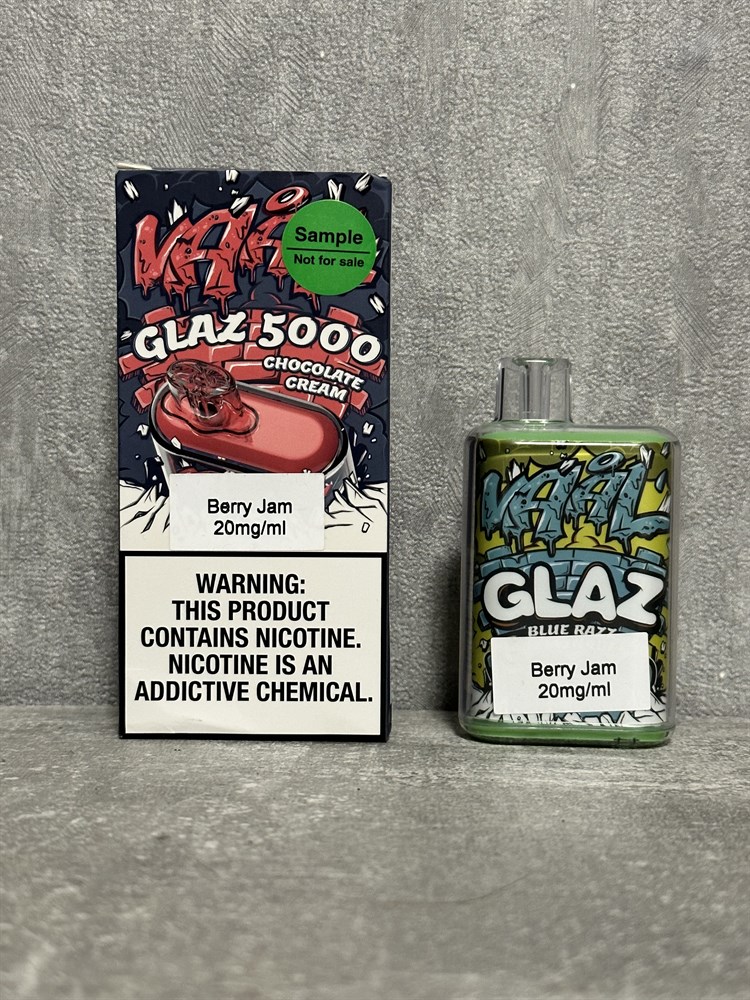 VAAL
Sample
Not for sale
GLAZ 5000
CHOCOLATE
CREAM
Berry Jam
20mg/ml
WARNING:
THIS PRODUCT
CONTAINS NICOTINE.
NICOTINE IS AN
ADDICTIVE CHEMICAL.
VAAL
GLAZ
BLUE RAZZ
Berry Jam
20mg/ml